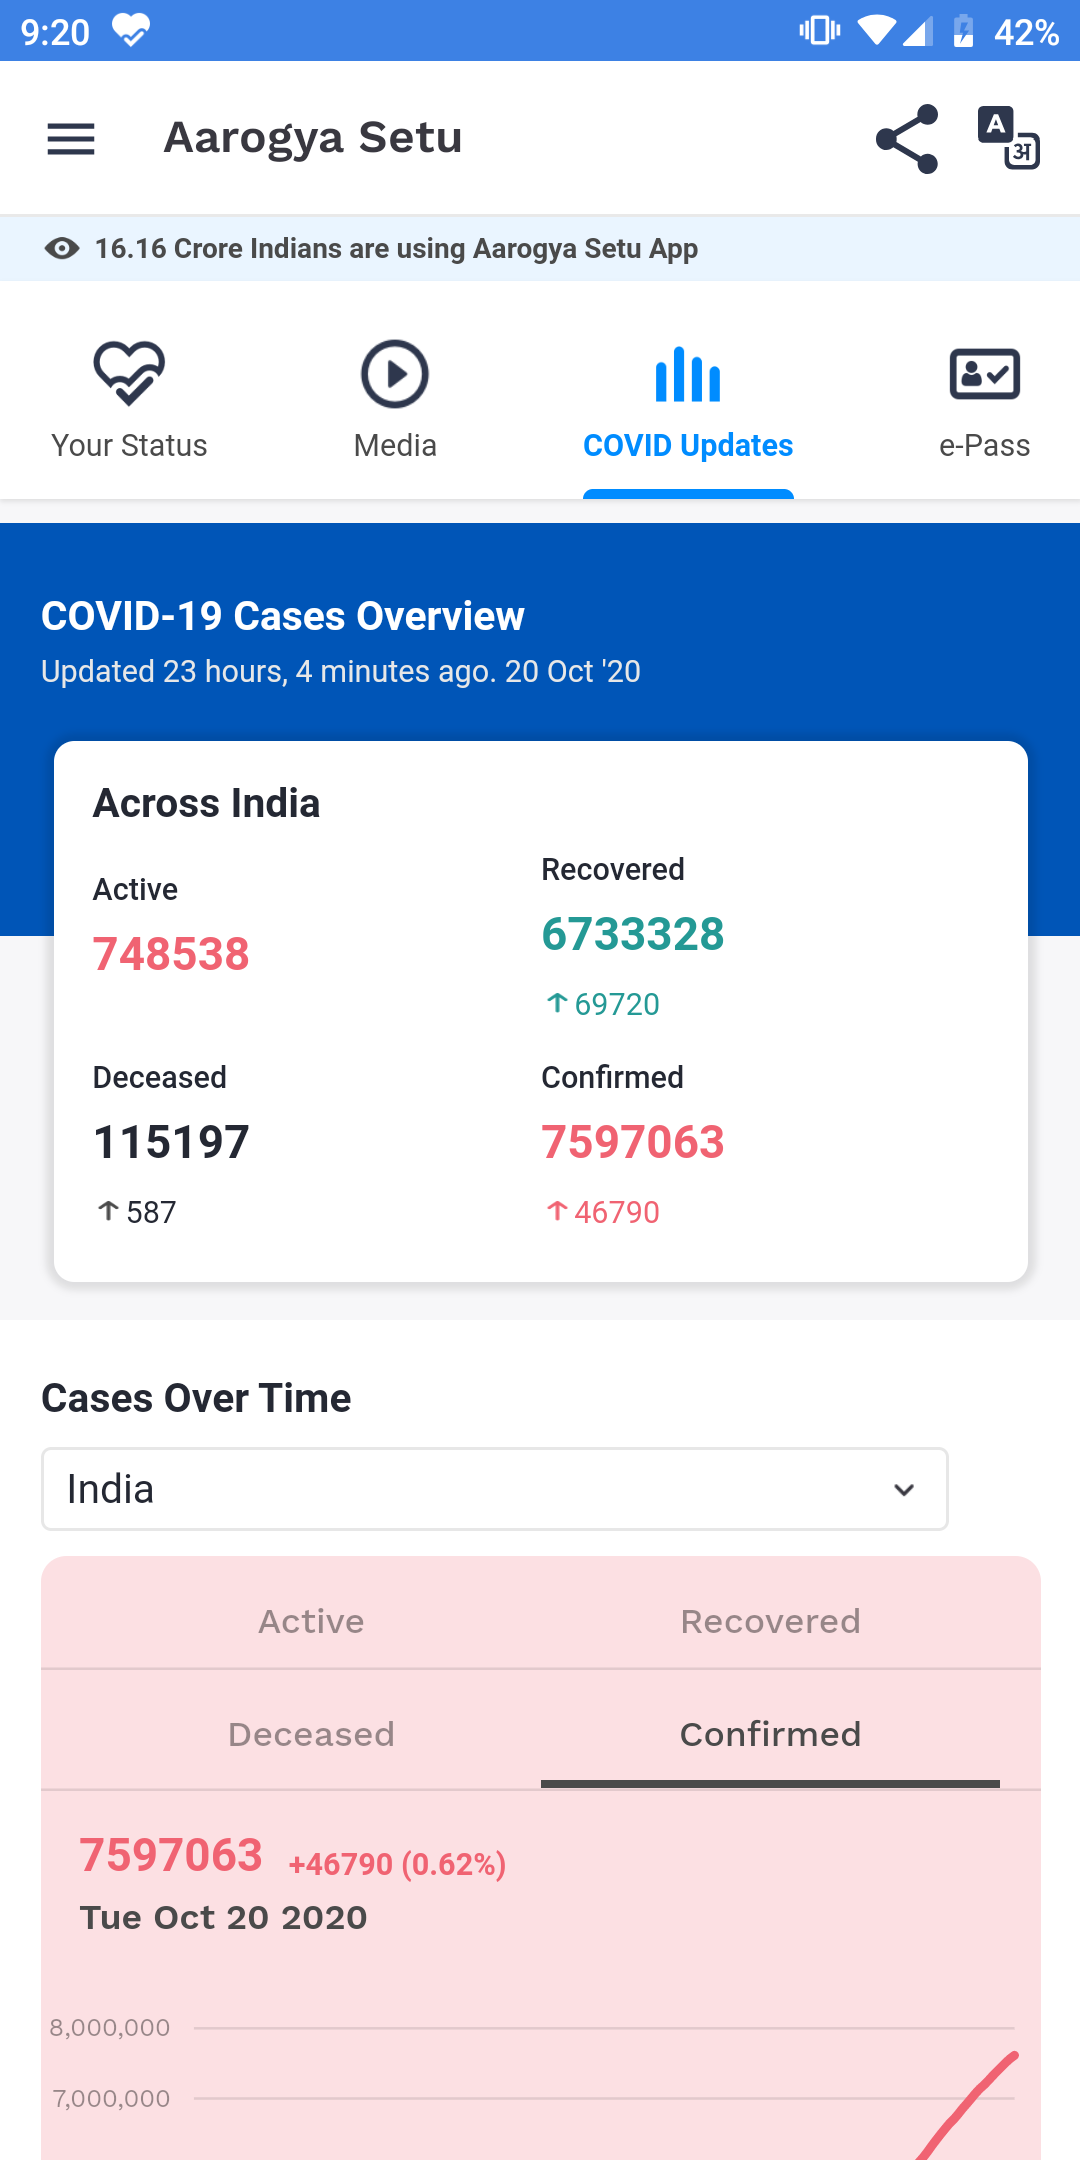 9:20
42%
Aarogya Setu
A
अ
16.16 Crore Indians are using Aarogya Setu App
Your Status
Media
COVID Updates
e-Pass
COVID-19 Cases Overview
Updated 23 hours, 4 minutes ago. 20 Oct '20
Across India
Active
748538
Recovered
6733328
↑69720
Deceased
115197
↑587
Confirmed
7597063
↑46790
Cases Over Time
India
Active
Recovered
Deceased
Confirmed
7597063 +46790 (0.62%)
Tue Oct 20 2020
8,000,000
7,000,000